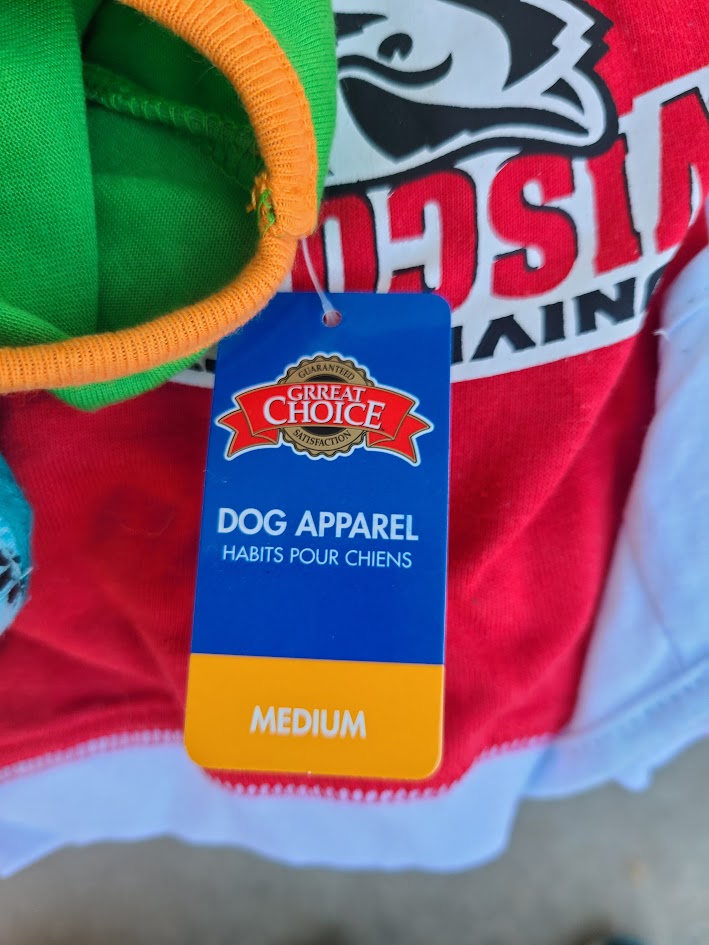 GUARANTEED
GRREAT
CHOICE
SATISFACTION
DOG APPAREL
HABITS POUR CHIENS
MEDIUM